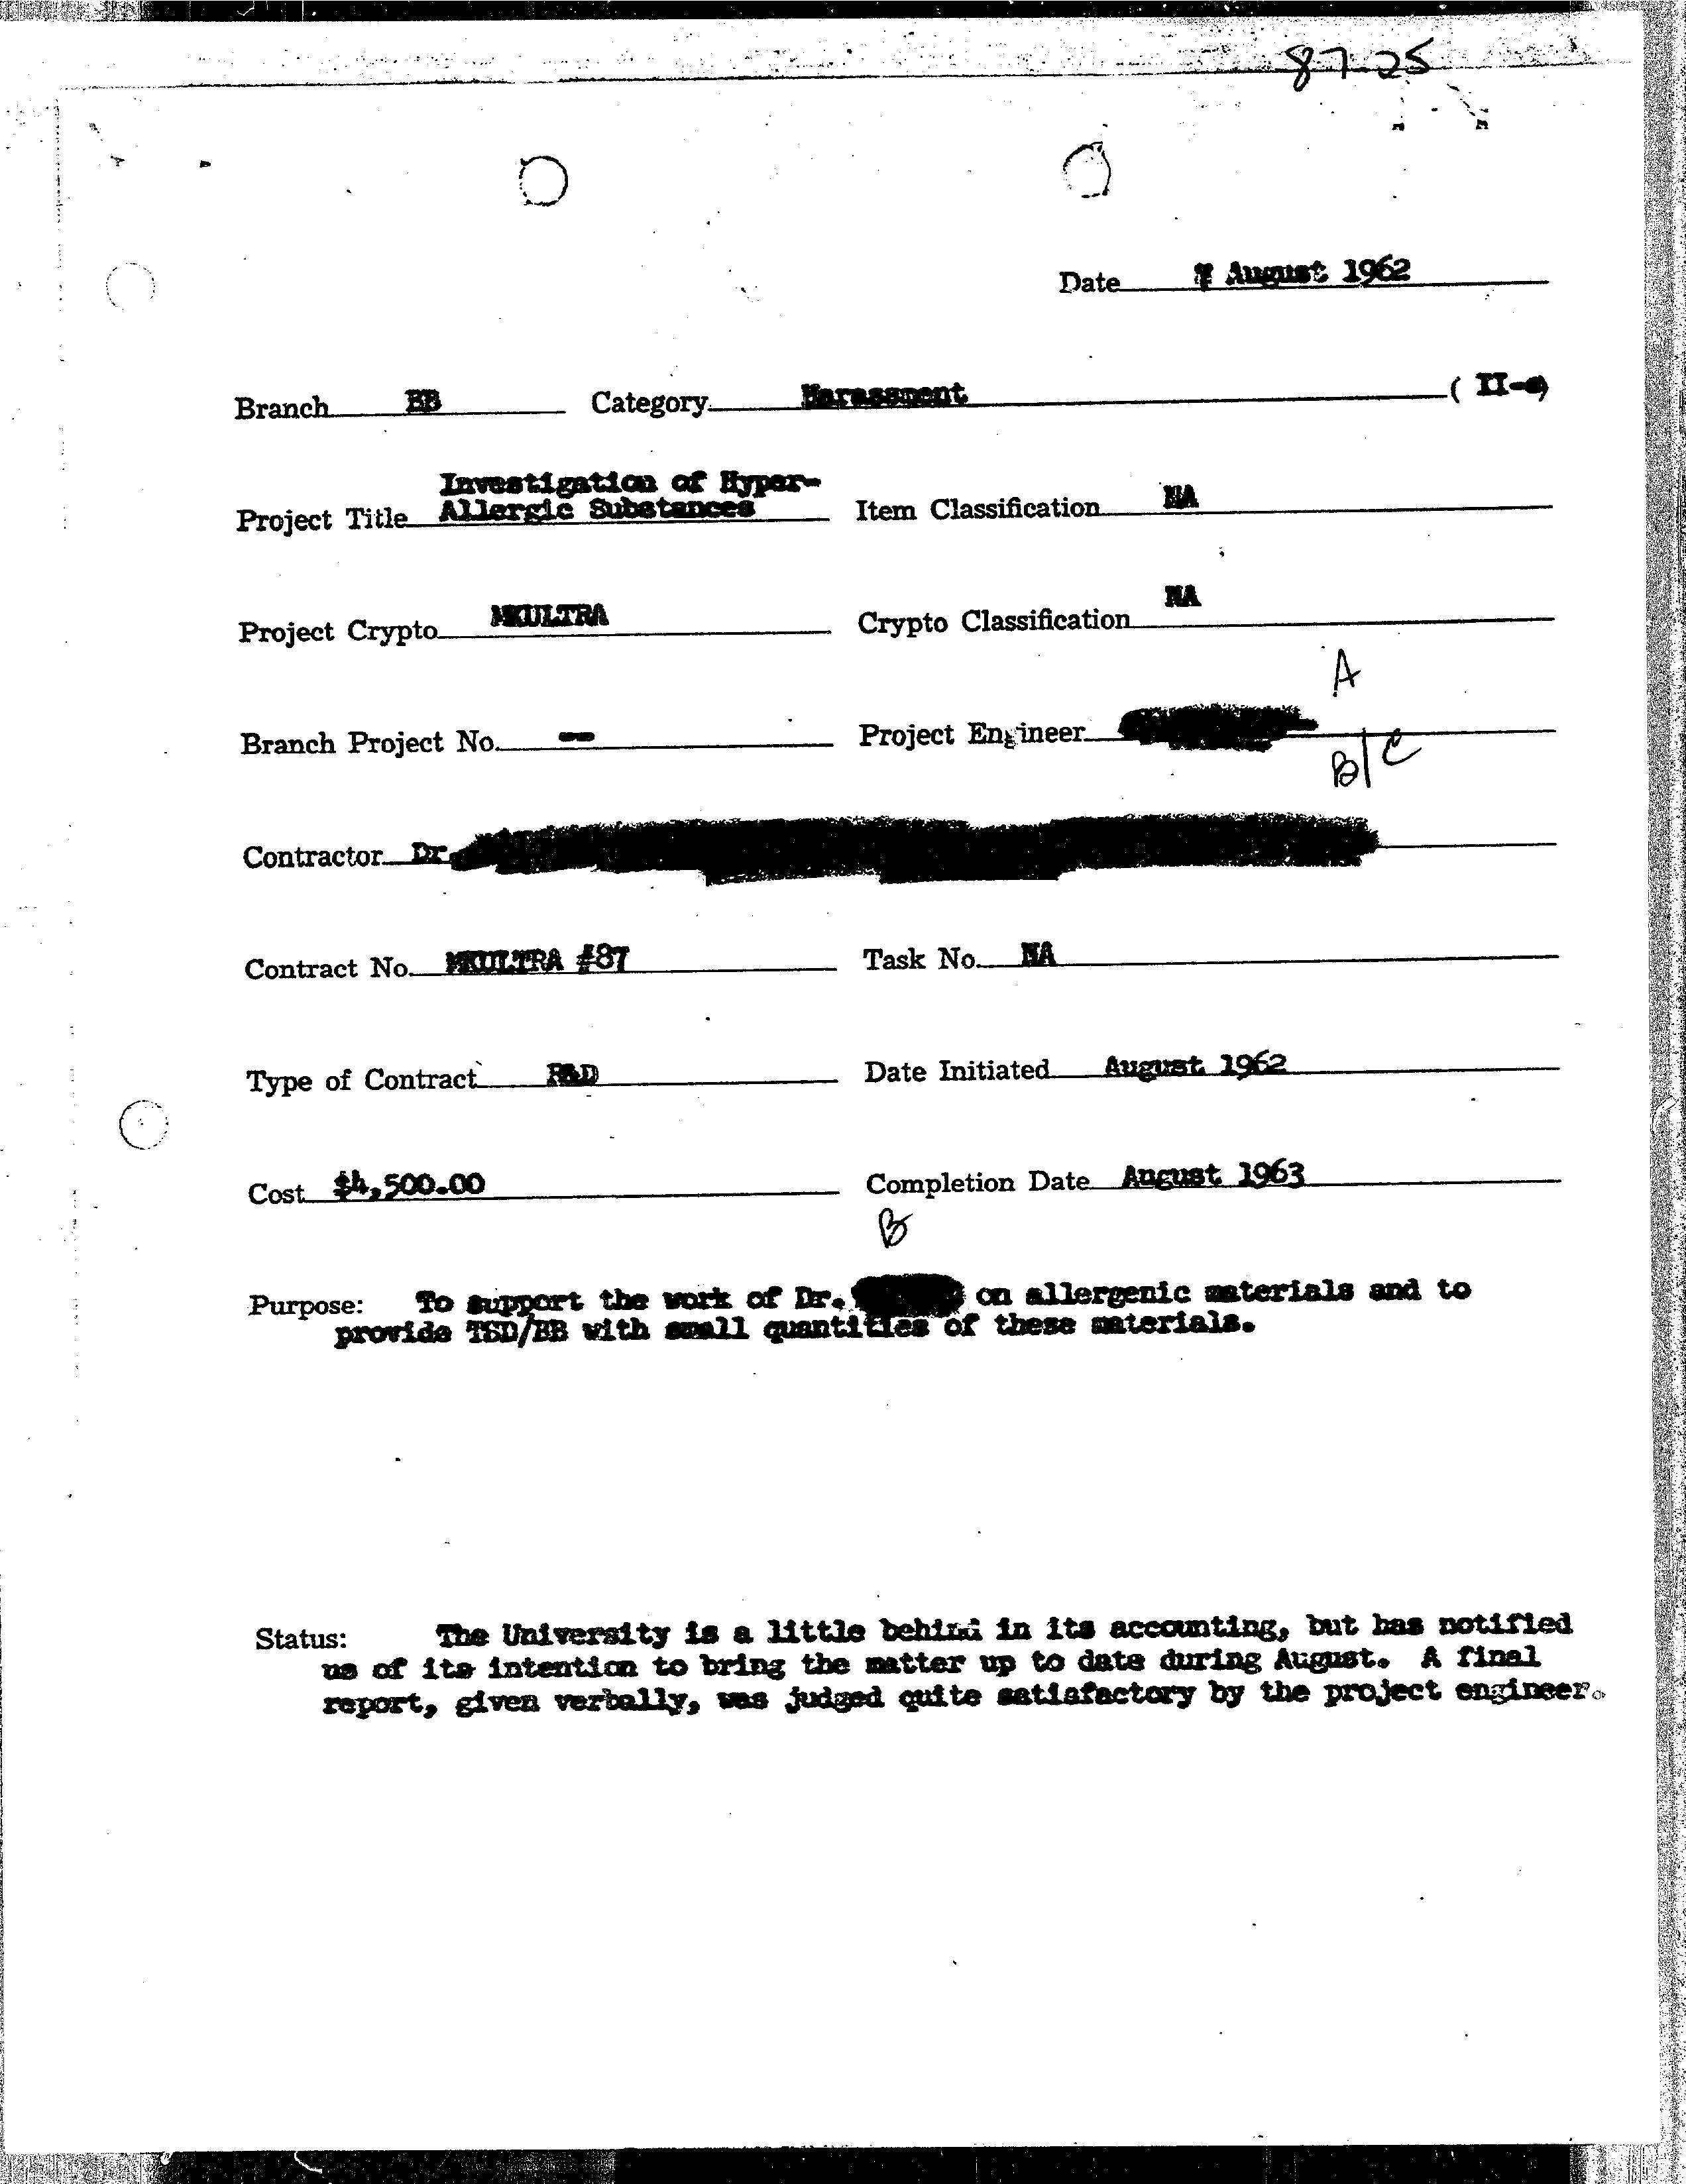 87-25
Date August 1962
Branch BB Category Harassment ( II- )
Investigation of Hyper-
Project Title Allergic Substances Item Classification NA
Project Crypto MKULTRA Crypto Classification NA
A
Branch Project No. -- Project Engineer
B/C
Contractor Dr.
Contract No. MKULTRA #87 Task No. NA
Type of Contract R&D Date Initiated August 1962
Cost $4,500.00 Completion Date August 1963
B
Purpose: To support the work of Dr. on allergenic materials and to
provide TSD/BB with small quantities of these materials.
Status: The University is a little behind in its accounting, but has notified
us of its intention to bring the matter up to date during August. A final
report, given verbally, was judged quite satisfactory by the project engineer.